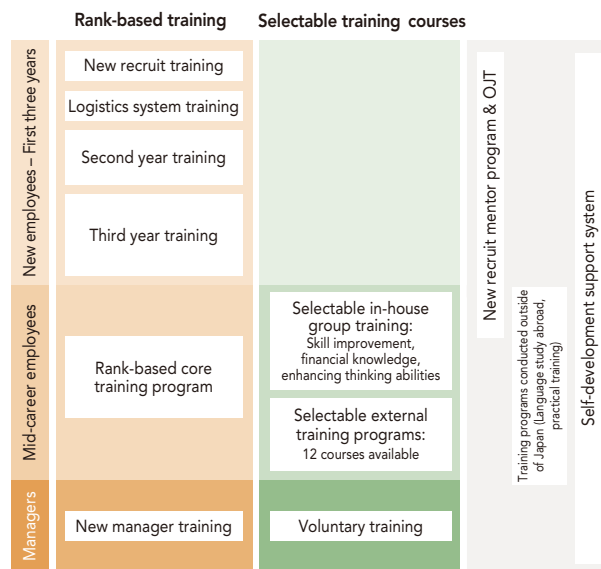 Rank-based training
Selectable training courses
New employees – First three years
New recruit training
Logistics system training
Second year training
Third year training
Mid-career employees
Rank-based core
training program
Selectable in-house
group training:
Skill improvement,
financial knowledge,
enhancing thinking abilities
Selectable external
training programs:
12 courses available
Managers
New manager training
Voluntary training
New recruit mentor program & OJT
Training programs conducted outside
of Japan (Language study abroad,
practical training)
Self-development support system